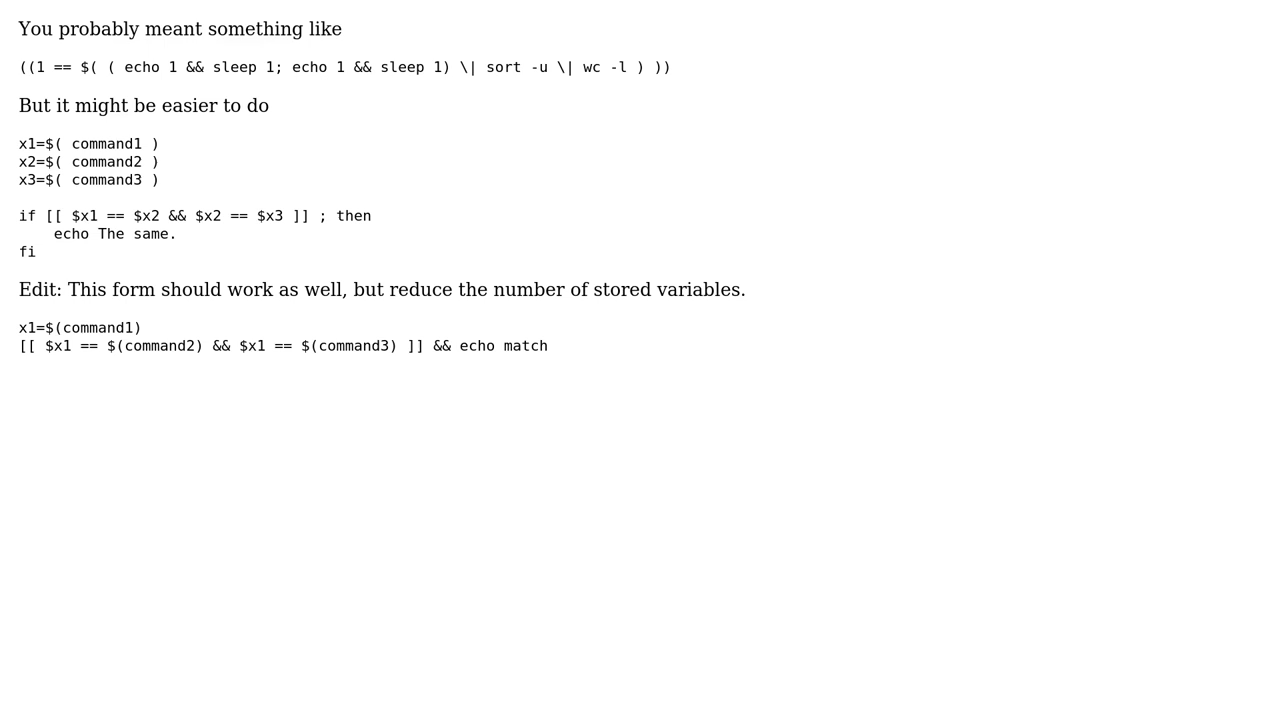 You probably meant something like
((1 == $( ( echo 1 && sleep 1; echo 1 && sleep 1) \| sort -u \| wc -l ) ))
But it might be easier to do
x1=$( command1 )
x2=$( command2 )
x3=$( command3 )
if [[ $x1 == $x2 && $x2 == $x3 ]] ; then
    echo The same.
fi
Edit: This form should work as well, but reduce the number of stored variables.
x1=$(command1)
[[ $x1 == $(command2) && $x1 == $(command3) ]] && echo match